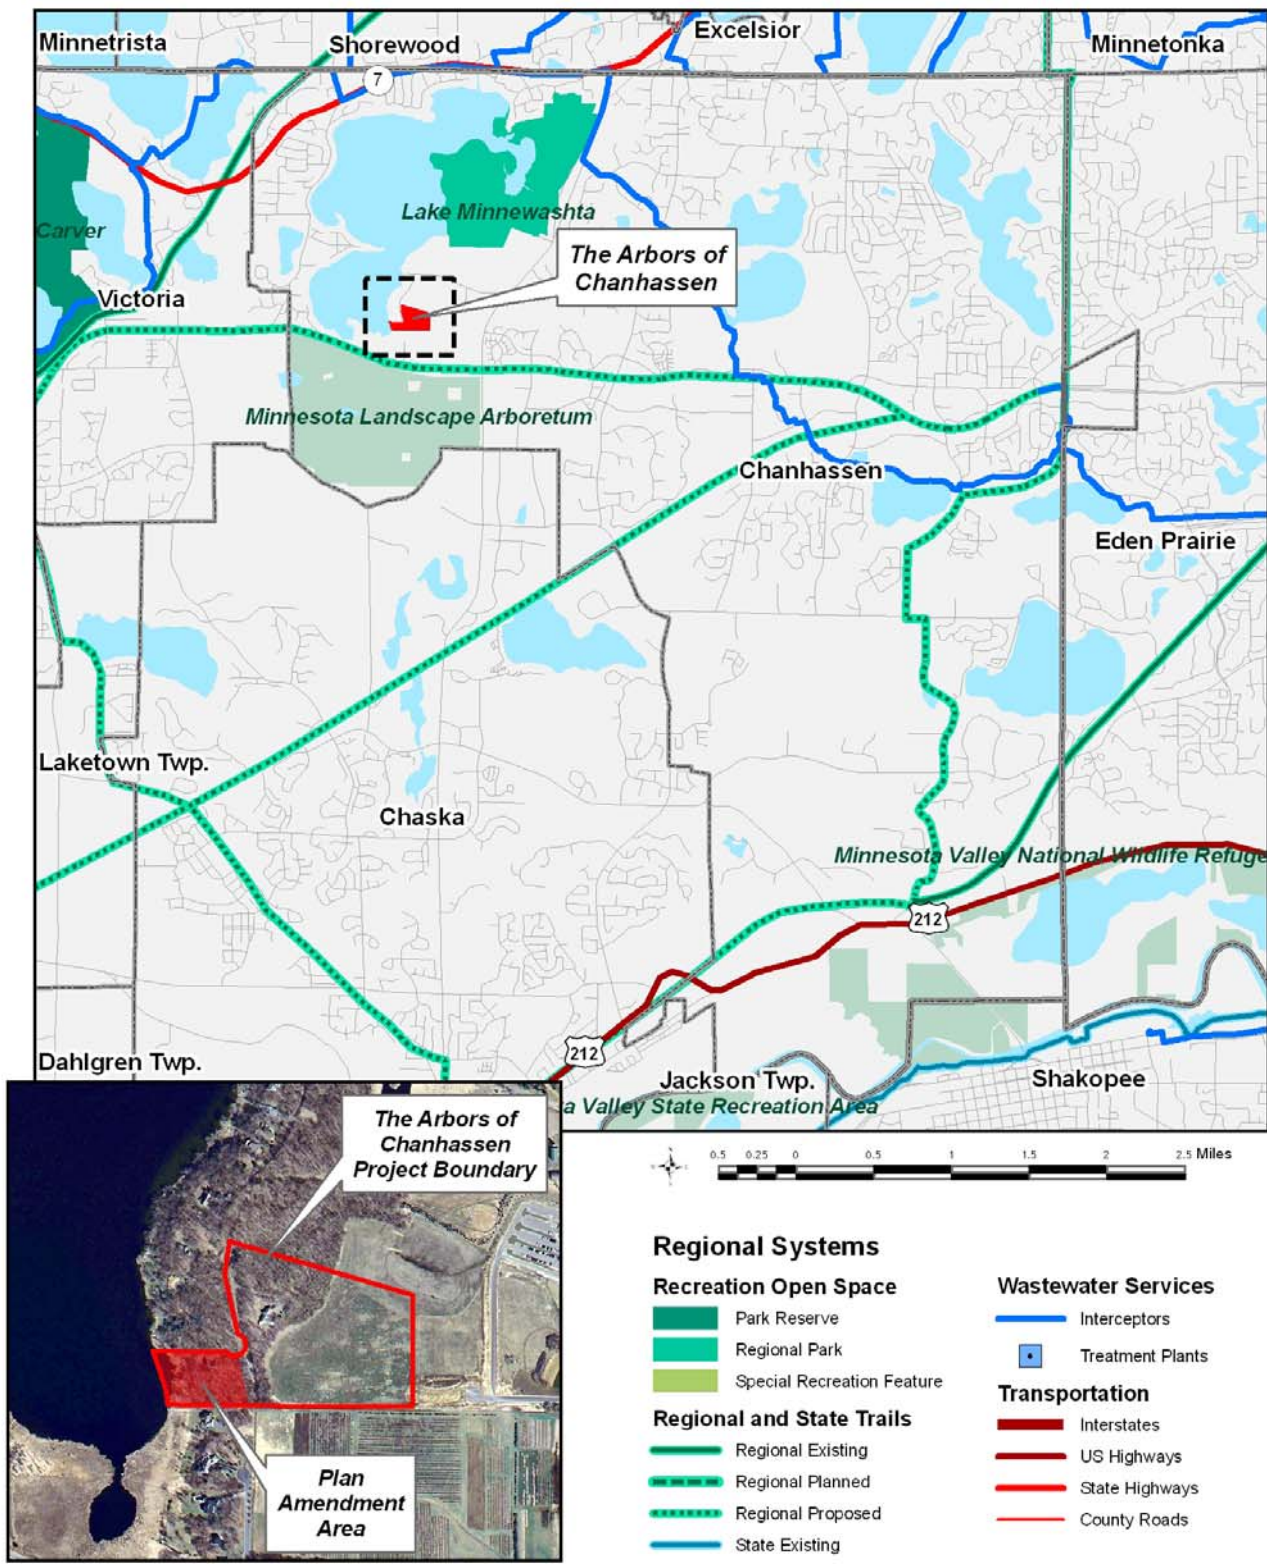 Minnetrista
Shorewood
Excelsior
Minnetonka
7
Carver
Lake Minnewashta
The Arbors of
Chanhassen
Victoria
Minnesota Landscape Arboretum
Chanhassen
Eden Prairie
Laketown Twp.
Chaska
Minnesota Valley National Wildlife Refuge
212
212
Dahlgren Twp.
Jackson Twp.
Shakopee
a Valley State Recreation Area
The Arbors of
Chanhassen
Project Boundary
Plan
Amendment
Area
0.5 0.25 0 0.5 1 1.5 2 2.5 Miles
Regional Systems
Recreation Open Space
Park Reserve
Regional Park
Special Recreation Feature
Regional and State Trails
Regional Existing
Regional Planned
Regional Proposed
State Existing
Wastewater Services
Interceptors
Treatment Plants
Transportation
Interstates
US Highways
State Highways
County Roads